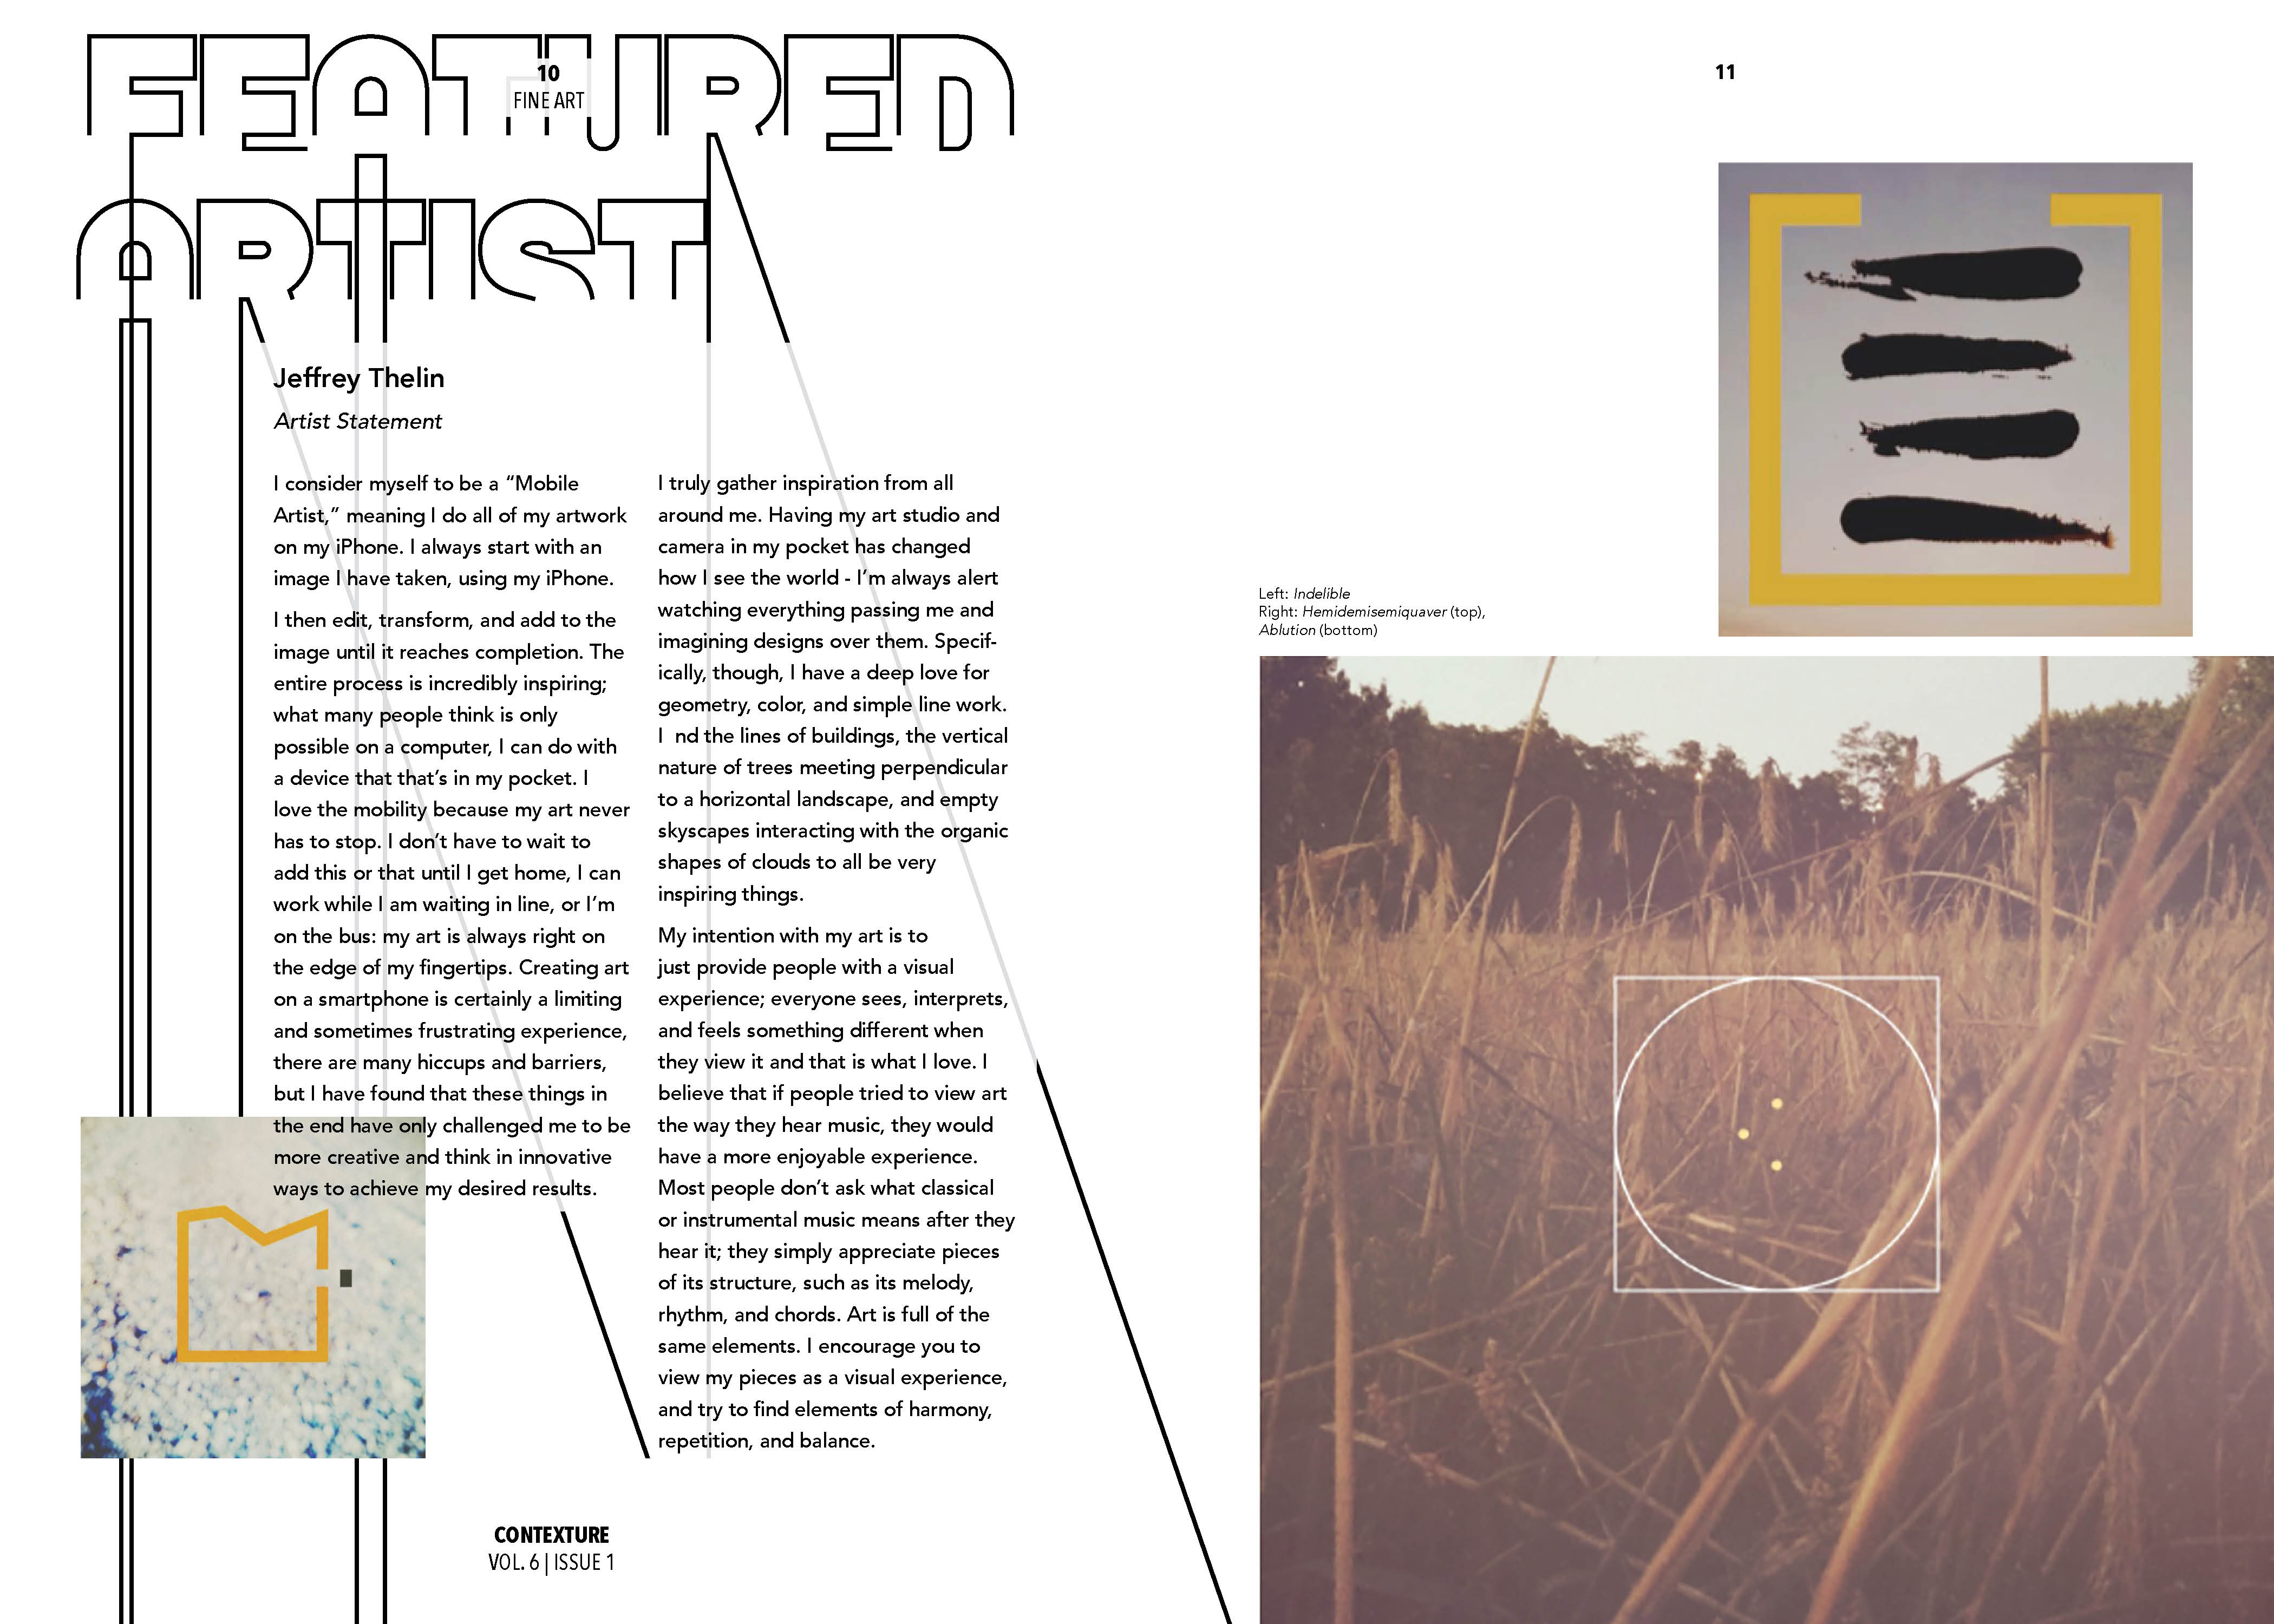 FEATURED
10
FINE ART
ARTIST
Jeffrey Thelin
Artist Statement
I consider myself to be a “Mobile
Artist,” meaning I do all of my artwork
on my iPhone. I always start with an
image I have taken, using my iPhone.
I then edit, transform, and add to the
image until it reaches completion. The
entire process is incredibly inspiring;
what many people think is only
possible on a computer, I can do with
a device that that’s in my pocket. I
love the mobility because my art never
has to stop. I don’t have to wait to
add this or that until I get home, I can
work while I am waiting in line, or I’m
on the bus: my art is always right on
the edge of my fingertips. Creating art
on a smartphone is certainly a limiting
and sometimes frustrating experience,
there are many hiccups and barriers,
but I have found that these things in
the end have only challenged me to be
more creative and think in innovative
ways to achieve my desired results.
I truly gather inspiration from all
around me. Having my art studio and
camera in my pocket has changed
how I see the world - I’m always alert
watching everything passing me and
imagining designs over them. Specif-
ically, though, I have a deep love for
geometry, color, and simple line work.
I nd the lines of buildings, the vertical
nature of trees meeting perpendicular
to a horizontal landscape, and empty
skyscapes interacting with the organic
shapes of clouds to all be very
inspiring things.
My intention with my art is to
just provide people with a visual
experience; everyone sees, interprets,
and feels something different when
they view it and that is what I love. I
believe that if people tried to view art
the way they hear music, they would
have a more enjoyable experience.
Most people don’t ask what classical
or instrumental music means after they
hear it; they simply appreciate pieces
of its structure, such as its melody,
rhythm, and chords. Art is full of the
same elements. I encourage you to
view my pieces as a visual experience,
and try to find elements of harmony,
repetition, and balance.
CONTEXTURE
VOL. 6 | ISSUE 1
11
Left: Indelible
Right: Hemidemisemiquaver (top),
Ablution (bottom)